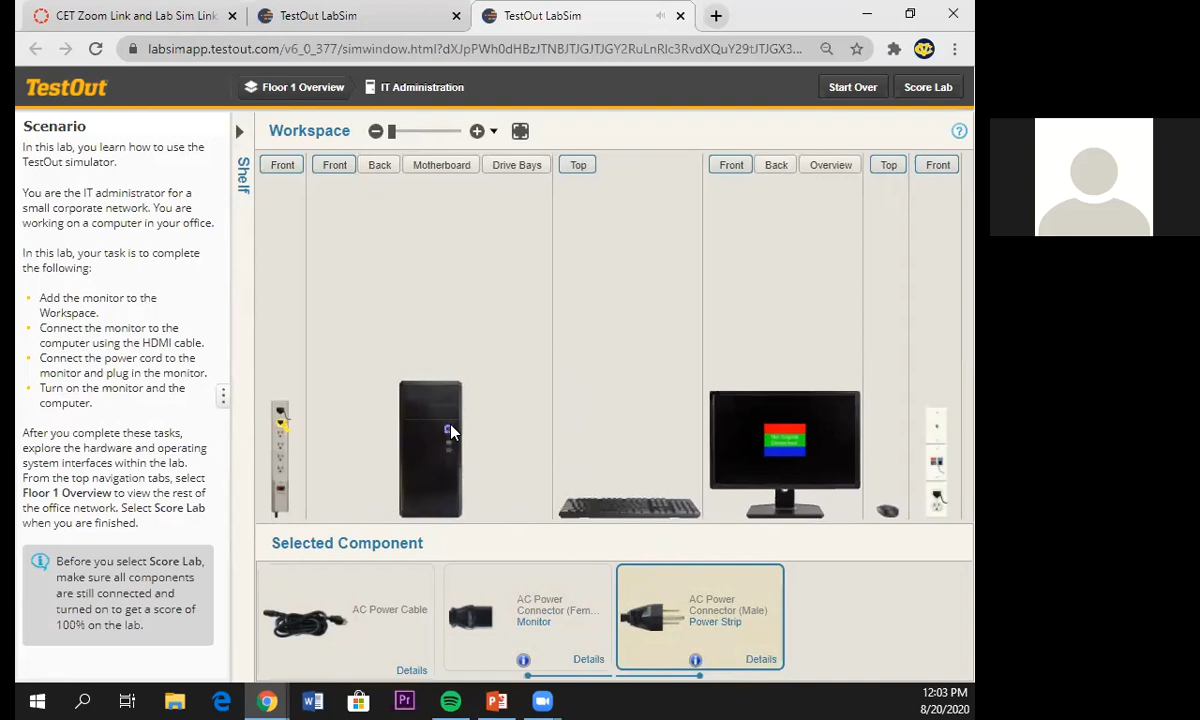 CET Zoom Link and Lab Sim Link
TestOut LabSim
TestOut LabSim
labsimapp.testout.com/v6_0_377/simwindow.html?dXJpPWh0dHBzJTNBJTJGJTJGY2RuLnRlc3RvdXQuY29tJTJGX3...
TestOut
Floor 1 Overview
IT Administration
Start Over
Score Lab
Scenario
In this lab, you learn how to use the
TestOut simulator.
You are the IT administrator for a
small corporate network. You are
working on a computer in your office.
In this lab, your task is to complete
the following:
Add the monitor to the
Workspace.
Connect the monitor to the
computer using the HDMI cable.
Connect the power cord to the
monitor and plug in the monitor.
Turn on the monitor and the
computer.
After you complete these tasks,
explore the hardware and operating
system interfaces within the lab.
From the top navigation tabs, select
Floor 1 Overview to view the rest of
the office network. Select Score Lab
when you are finished.
Before you select Score Lab,
make sure all components
are still connected and
turned on to get a score of
100% on the lab.
Shelf
Workspace
Front
Front
Back
Motherboard
Drive Bays
Top
Front
Back
Overview
Top
Front
Selected Component
AC Power Cable
Details
AC Power
Connector (Fem...
Monitor
Details
AC Power
Connector (Male)
Power Strip
Details
12:03 PM
8/20/2020